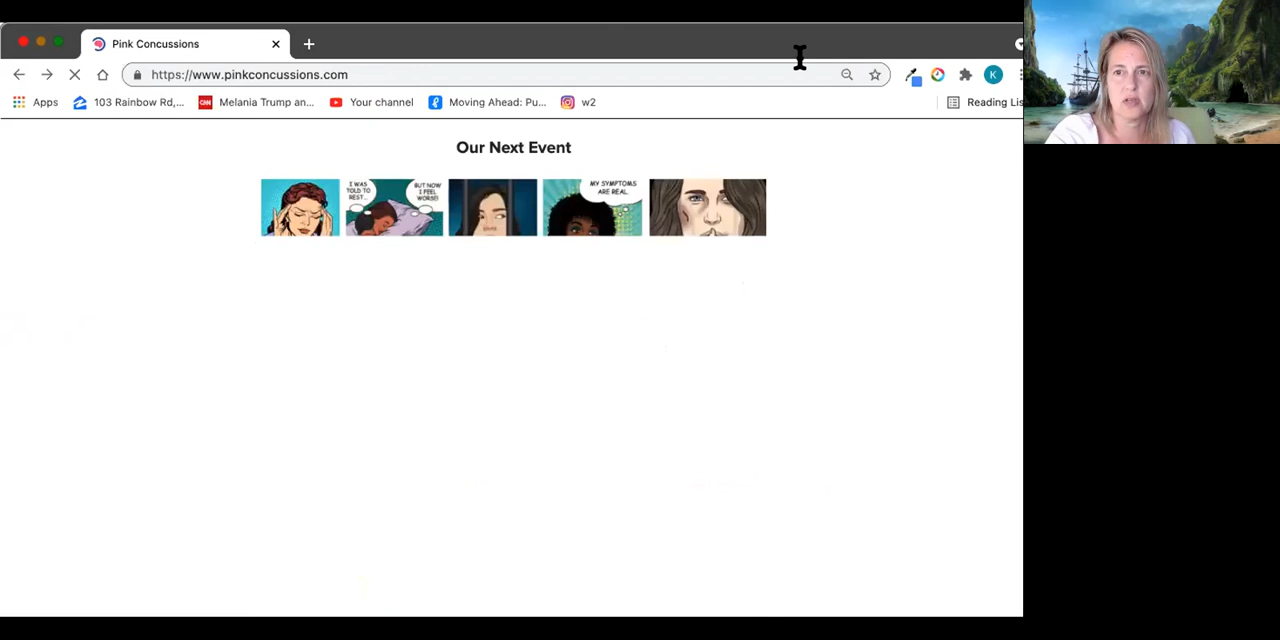 Pink Concussions
https://www.pinkconcussions.com
K
Apps
103 Rainbow Rd,...
CNN
Melania Trump an...
Your channel
Moving Ahead: Pu...
w2
Reading Lis
Our Next Event
I WAS
TOLD TO
REST...
BUT NOW
I FEEL
WORSE!
MY SYMPTOMS
ARE REAL.